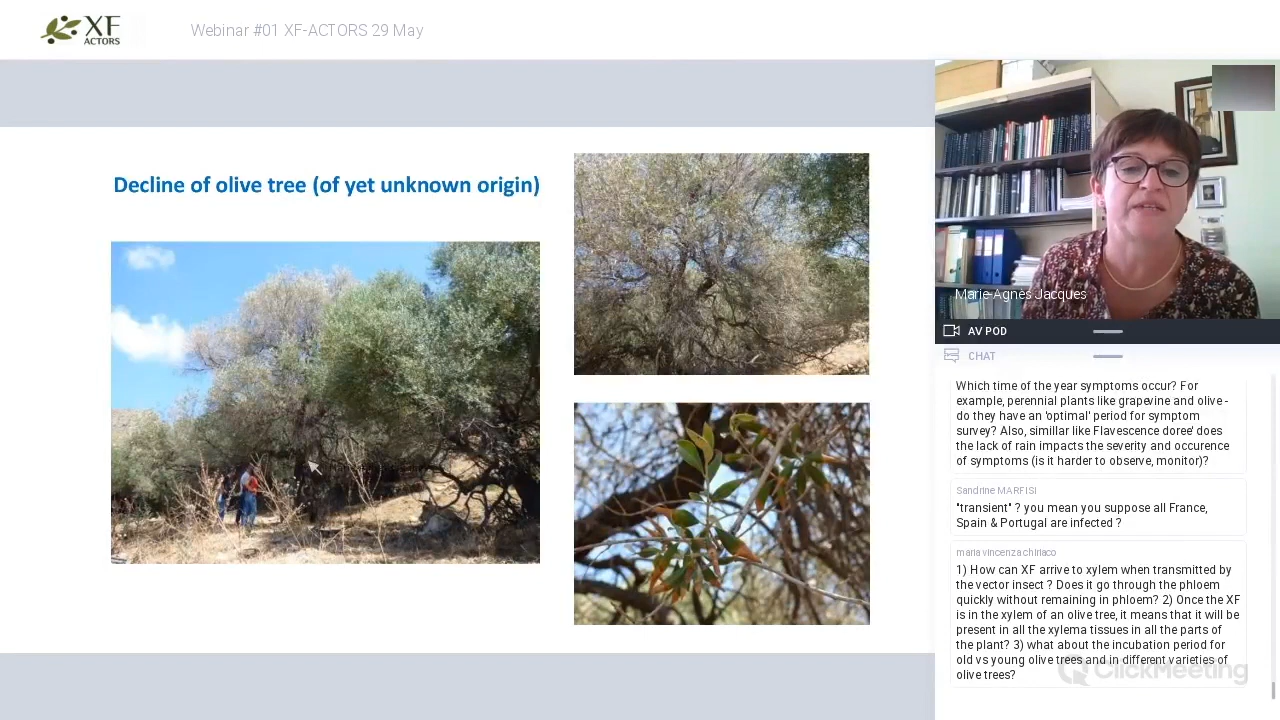 XF
ACTORS
Webinar #01 XF-ACTORS 29 May
Decline of olive tree (of yet unknown origin)
Marie-Agnès Jacques
AV POD
CHAT
Which time of the year symptoms occur? For
example, perennial plants like grapevine and olive -
do they have an 'optimal' period for symptom
survey? Also, simillar like Flavescence doree' does
the lack of rain impacts the severity and occurence
of symptoms (is it harder to observe, monitor)?
Sandrine MARFISI
"transient" ? you mean you suppose all France,
Spain & Portugal are infected ?
maria vincenza chiriaco
1) How can XF arrive to xylem when transmitted by
the vector insect ? Does it go through the phloem
quickly without remaining in phloem? 2) Once the XF
is in the xylem of an olive tree, it means that it will be
present in all the xylema tissues in all the parts of
the plant? 3) what about the incubation period for
old vs young olive trees and in different varieties of
olive trees?
ClickMeeting